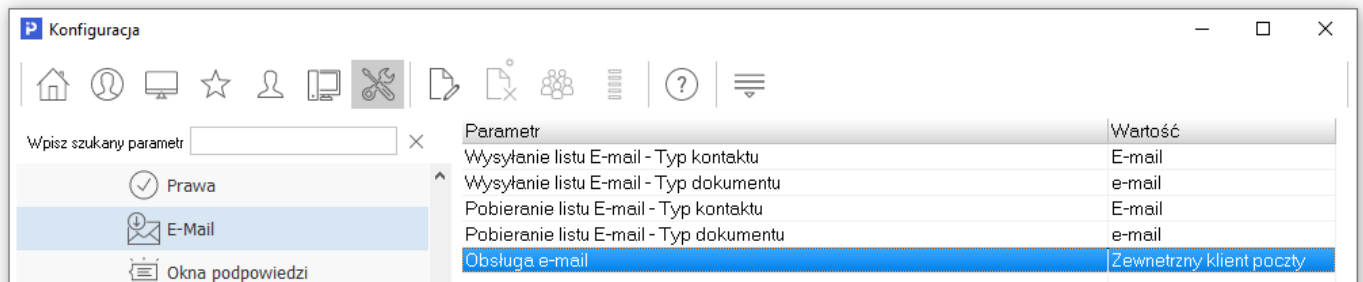 Konfiguracja
Wpisz szukany parametr
Prawa
E-Mail
Okna podpowiedzi
Parametr Wartość
Wysyłanie listu E-mail - Typ kontaktu E-mail
Wysyłanie listu E-mail - Typ dokumentu e-mail
Pobieranie listu E-mail - Typ kontaktu E-mail
Pobieranie listu E-mail - Typ dokumentu e-mail
Obsługa e-mail Zewnetrzny klient poczty